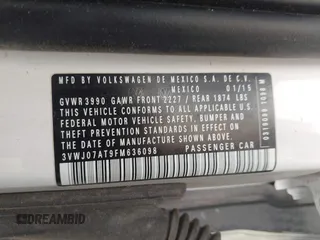 MFD BY VOLKSWAGEN DE MEXICO S.A. DE C.V.
MEXICO 01/15
GVWR 3990 GAWR FRONT 2227 / REAR 1874 LBS
THIS VEHICLE CONFORMS TO ALL APPLICABLE
FEDERAL MOTOR VEHICLE SAFETY, BUMPER AND
THEFT PREVENTION STANDARDS IN EFFECT ON THE
DATE OF MANUFACTURE SHOWN ABOVE.
3VWJ07AT9FM636098 PASSENGER CAR
DREAMBID